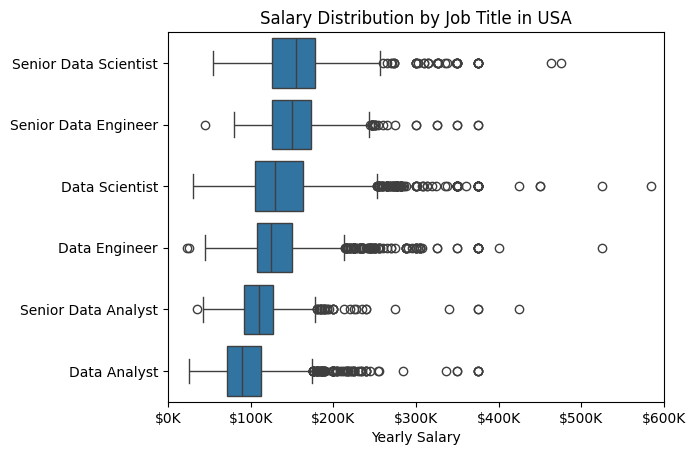 Salary Distribution by Job Title in USA
Senior Data Scientist
Senior Data Engineer
Data Scientist
Data Engineer
Senior Data Analyst
Data Analyst
$0K $100K $200K $300K $400K $500K $600K
Yearly Salary